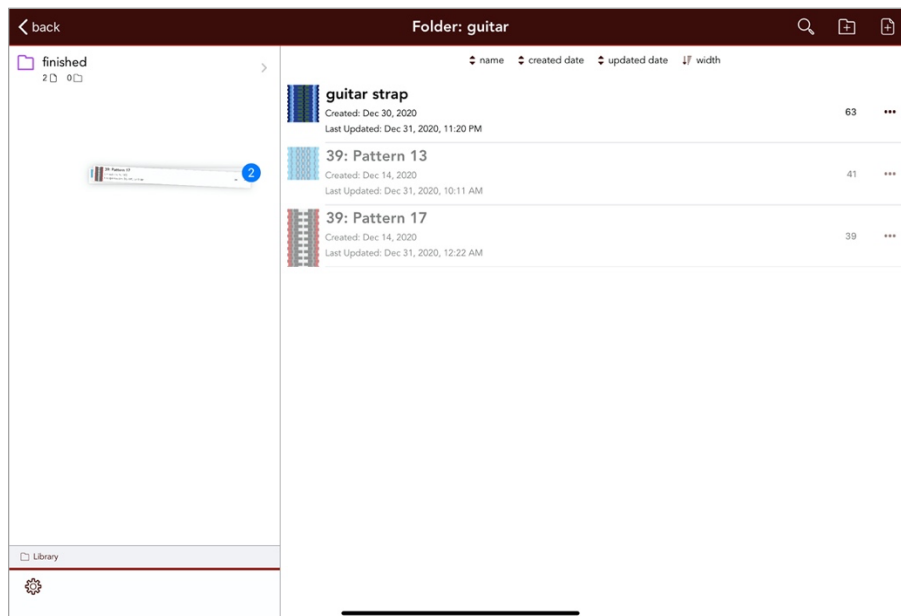 back
Folder: guitar
finished
2 0
name created date updated date width
guitar strap
Created: Dec 30, 2020
Last Updated: Dec 31, 2020, 11:20 PM
63
39: Pattern 13
Created: Dec 14, 2020
Last Updated: Dec 31, 2020, 10:11 AM
41
39: Pattern 17
Created: Dec 14, 2020
Last Updated: Dec 31, 2020, 12:22 AM
39
39: Pattern 17
2
Library